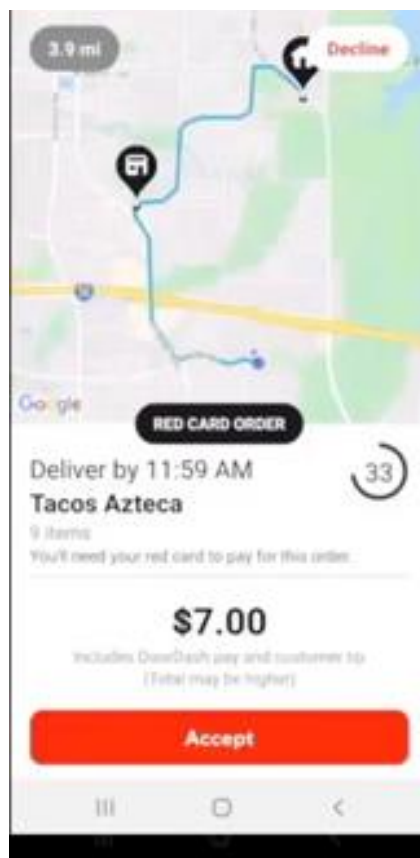 3.9 mi
Decline
Google
RED CARD ORDER
Deliver by 11:59 AM
33
Tacos Azteca
9 items
You'll need your red card to pay for this order.
$7.00
Includes DoorDash pay and customer tip
(Total may be higher)
Accept